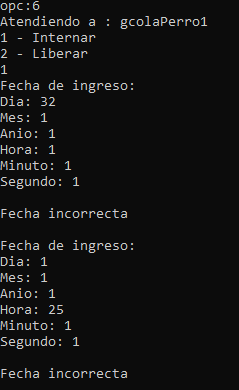 opc:6
Atendiendo a : gcolaPerro1
1 - Internar
2 - Liberar
1
Fecha de ingreso:
Dia: 32
Mes: 1
Anio: 1
Hora: 1
Minuto: 1
Segundo: 1
Fecha incorrecta
Fecha de ingreso:
Dia: 1
Mes: 1
Anio: 1
Hora: 25
Minuto: 1
Segundo: 1
Fecha incorrecta